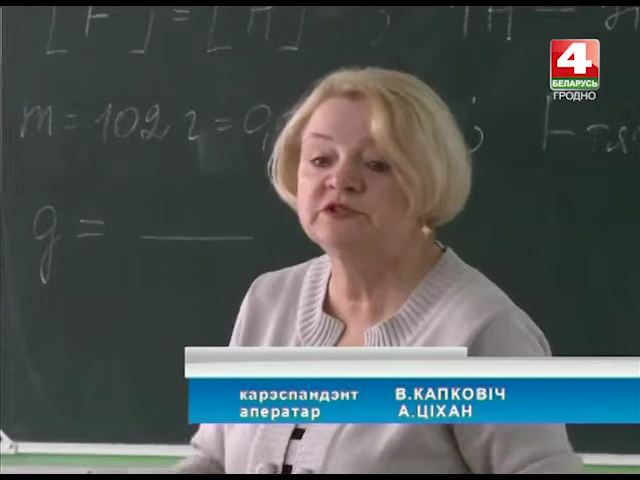 [F] = [H] ;
4
БЕЛАРУСЬ
ГРОДНО
m = 102 г = 0,
g =
карэспандэнт В.КАПКОВІЧ
аператар А.ЦІХАН